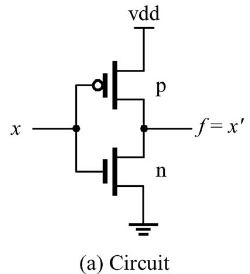 vdd
p
x
f = x'
n
(a) Circuit